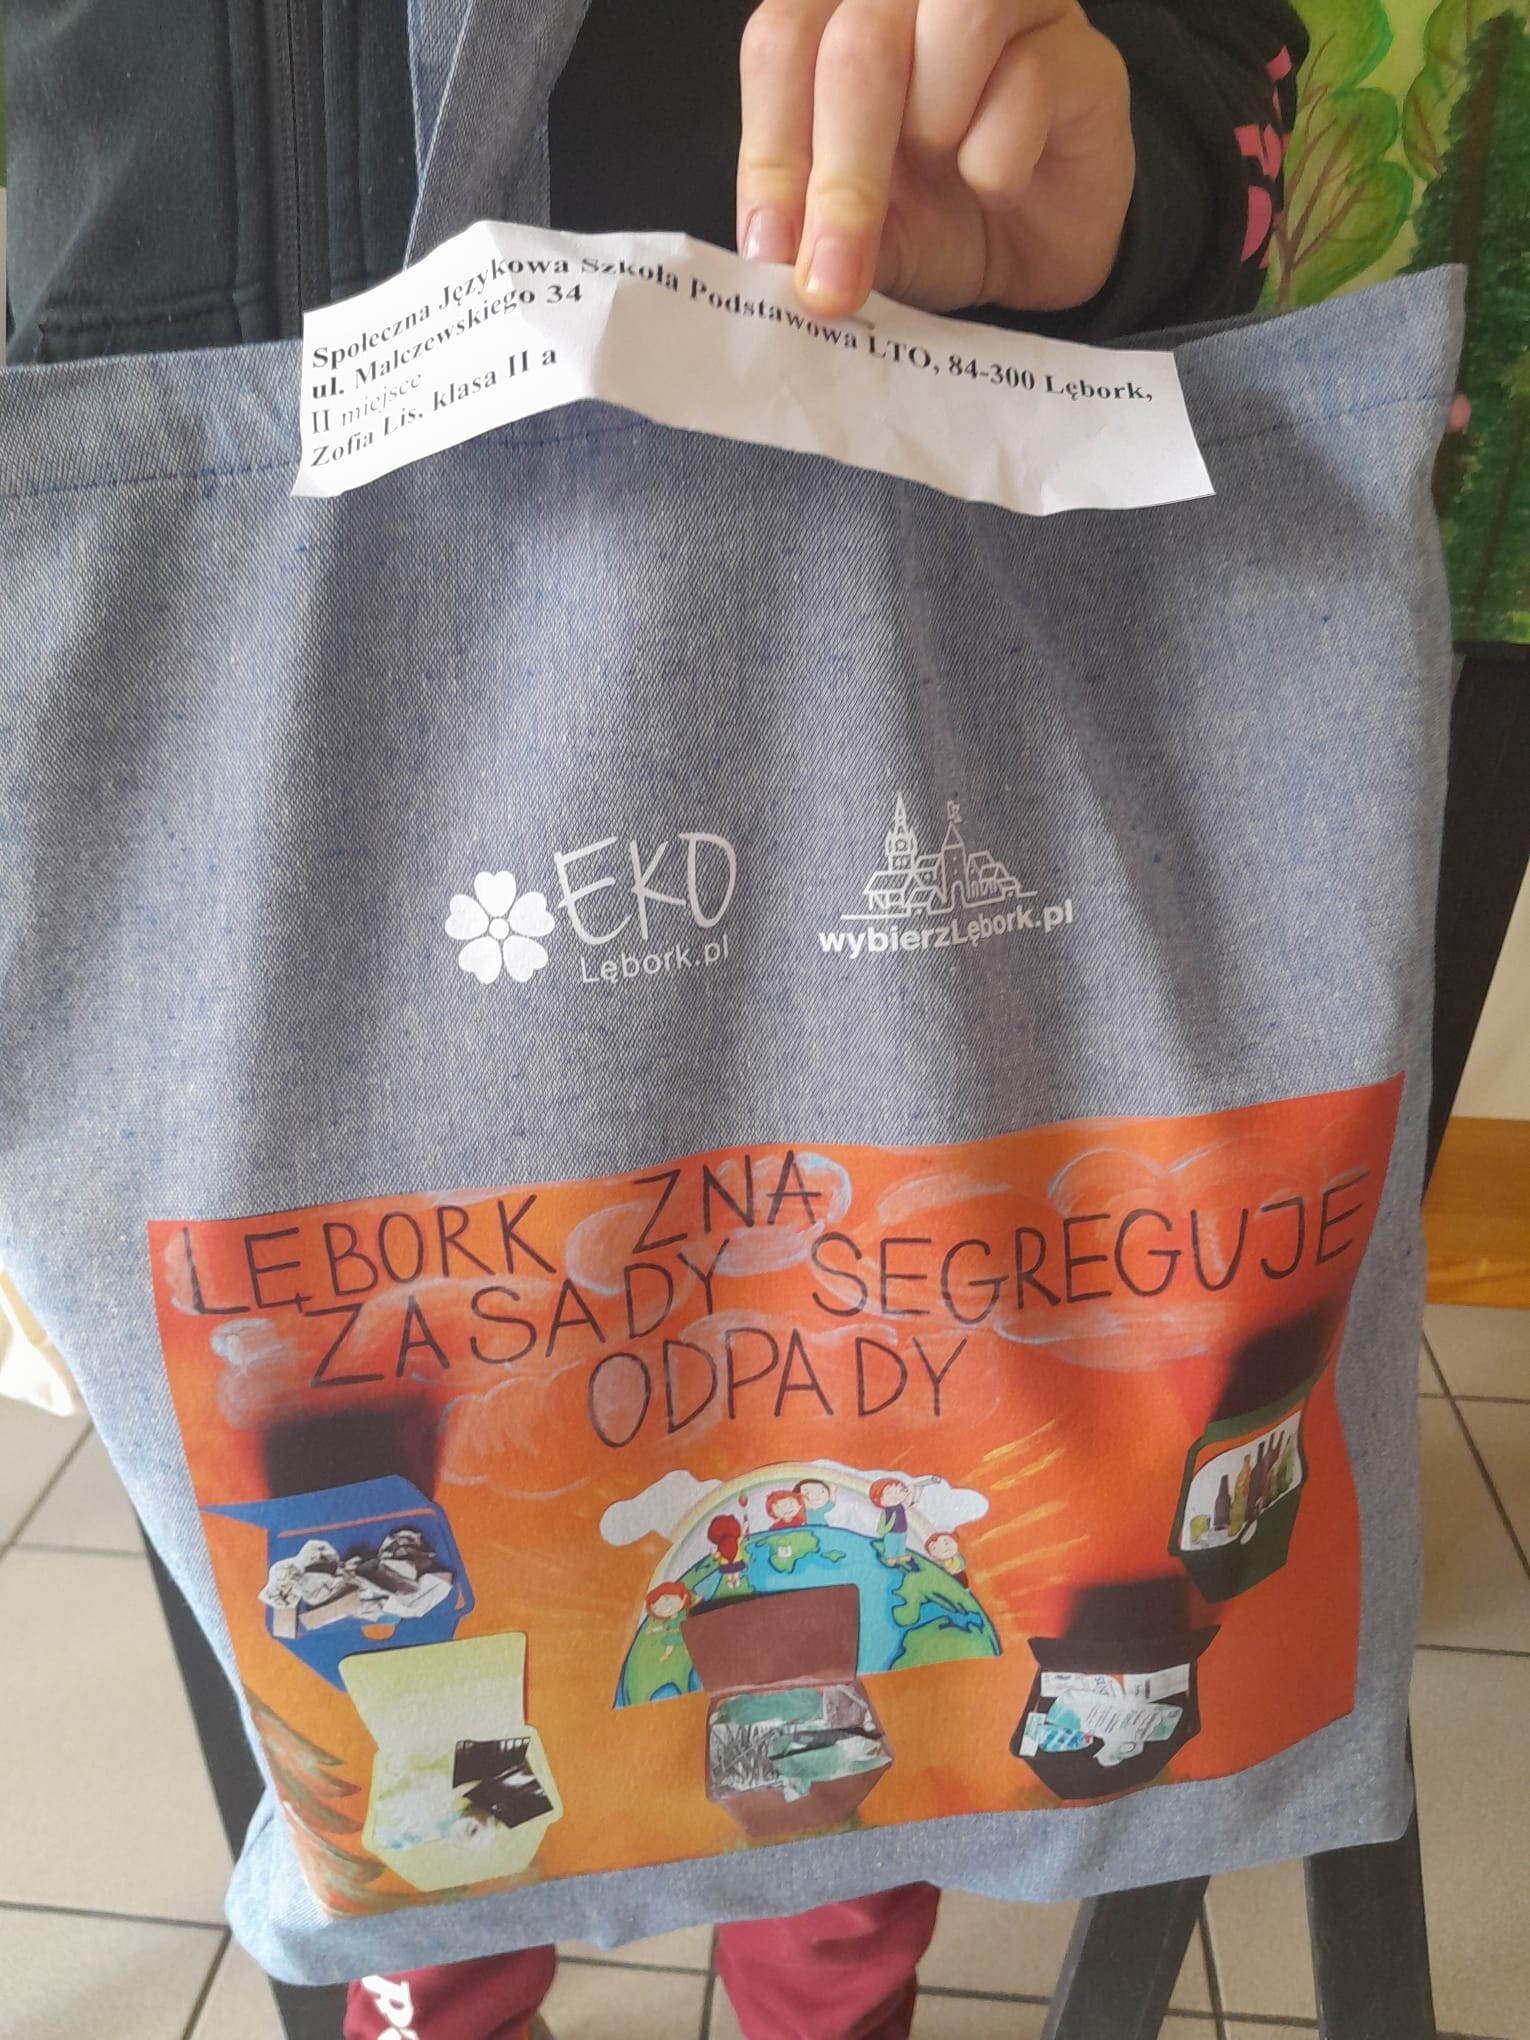 Społeczna Językowa Szkoła Podstawowa LTO, 84-300 Lębork,
ul. Malczewskiego 34
II miejsce
Zofia Lis, klasa II a
EKO
Lębork.pl
wybierzLębork.pl
LĘBORK ZNA
ZASADY SEGREGUJE
ODPADY